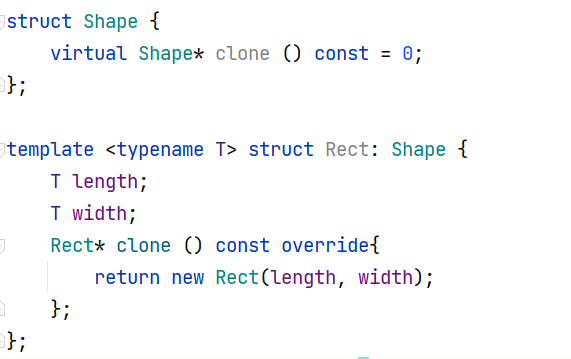 struct Shape {
    virtual Shape* clone () const = 0;
};
template <typename T> struct Rect: Shape {
    T length;
    T width;
    Rect* clone () const override{
        return new Rect(length, width);
    };
};